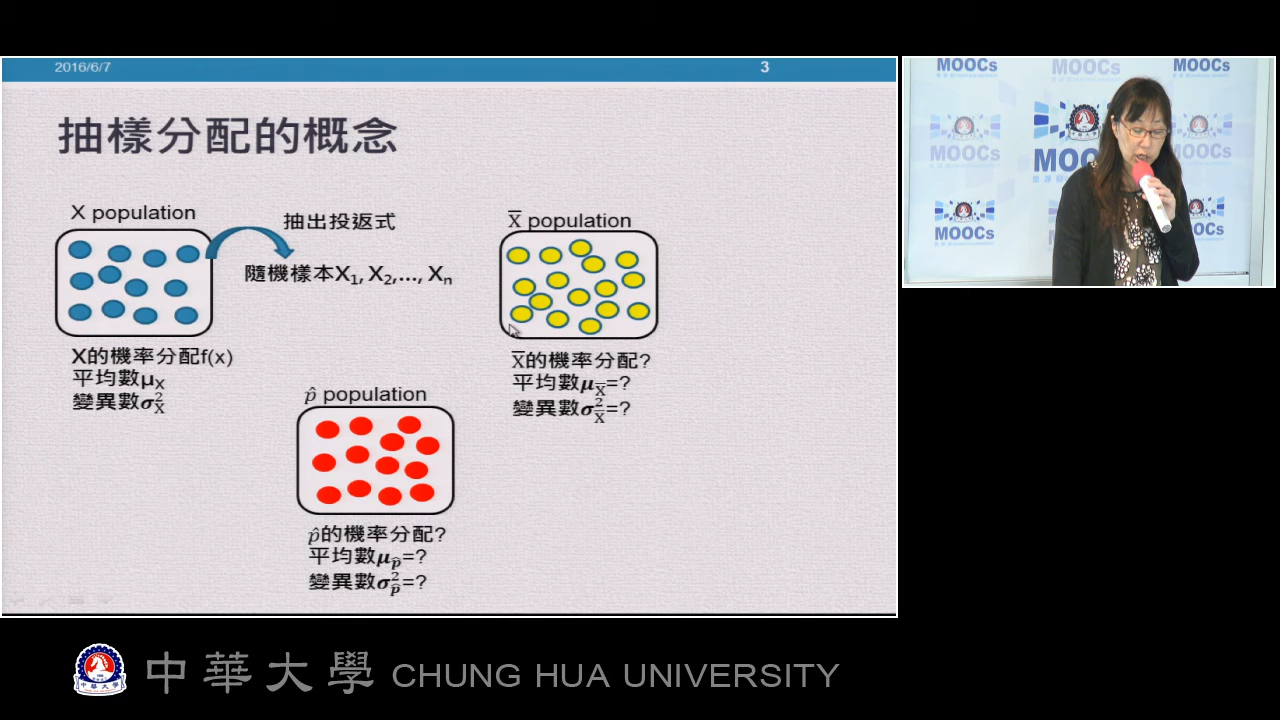 2016/6/7
3
抽樣分配的概念
X population
抽出投返式
隨機樣本X₁, X₂,..., Xₙ
X̅ population
X的機率分配f(x)
平均數μₓ
變異數σ²X
X̅的機率分配?
平均數μX̅=?
變異數σ²X̅=?
p̂ population
p̂的機率分配?
平均數μp̂=?
變異數σ²p̂=?
MOOCs
MOOCs
MOOCs
MOOCs
MOO
MOOCs
MOOCs
OCs
中華大學 CHUNG HUA UNIVERSITY